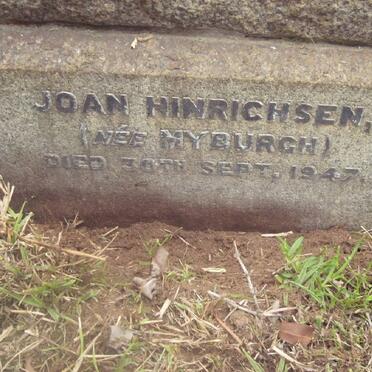 JOAN HINRICHSEN,
(NÉE MYBURGH)
DIED 30TH SEPT. 1947.